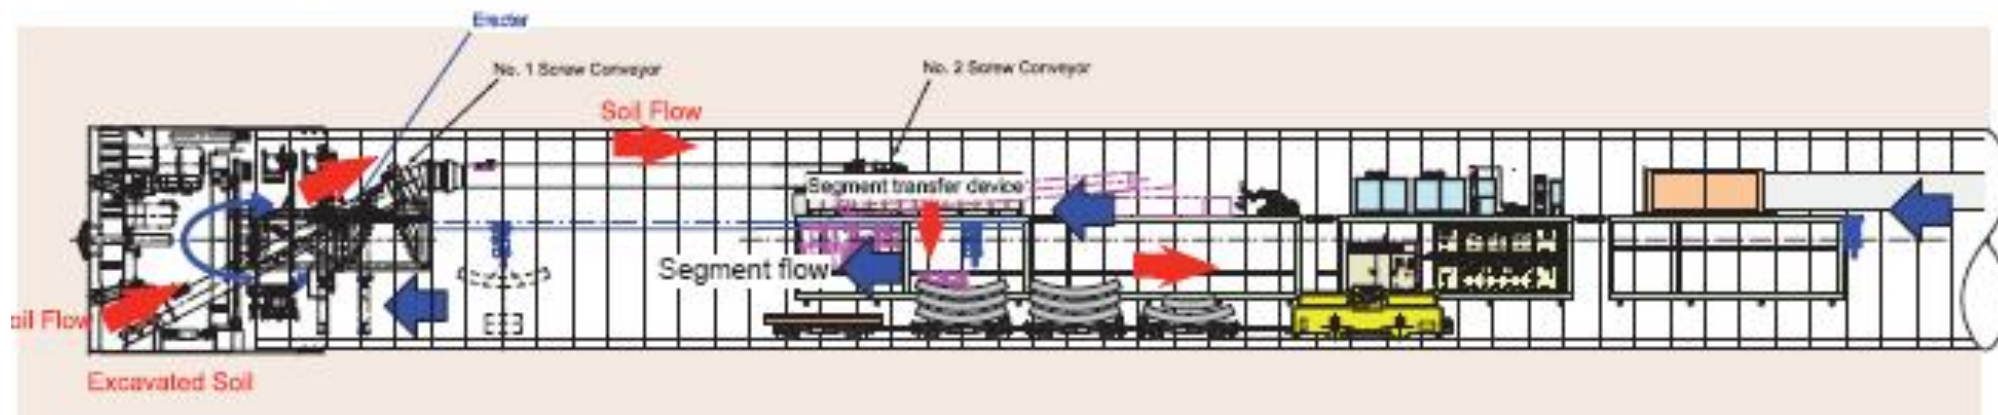 Erecter
No. 1 Screw Conveyor
No. 2 Screw Conveyor
Soil Flow
Segment transfer device
Segment flow
oil Flow
Excavated Soil